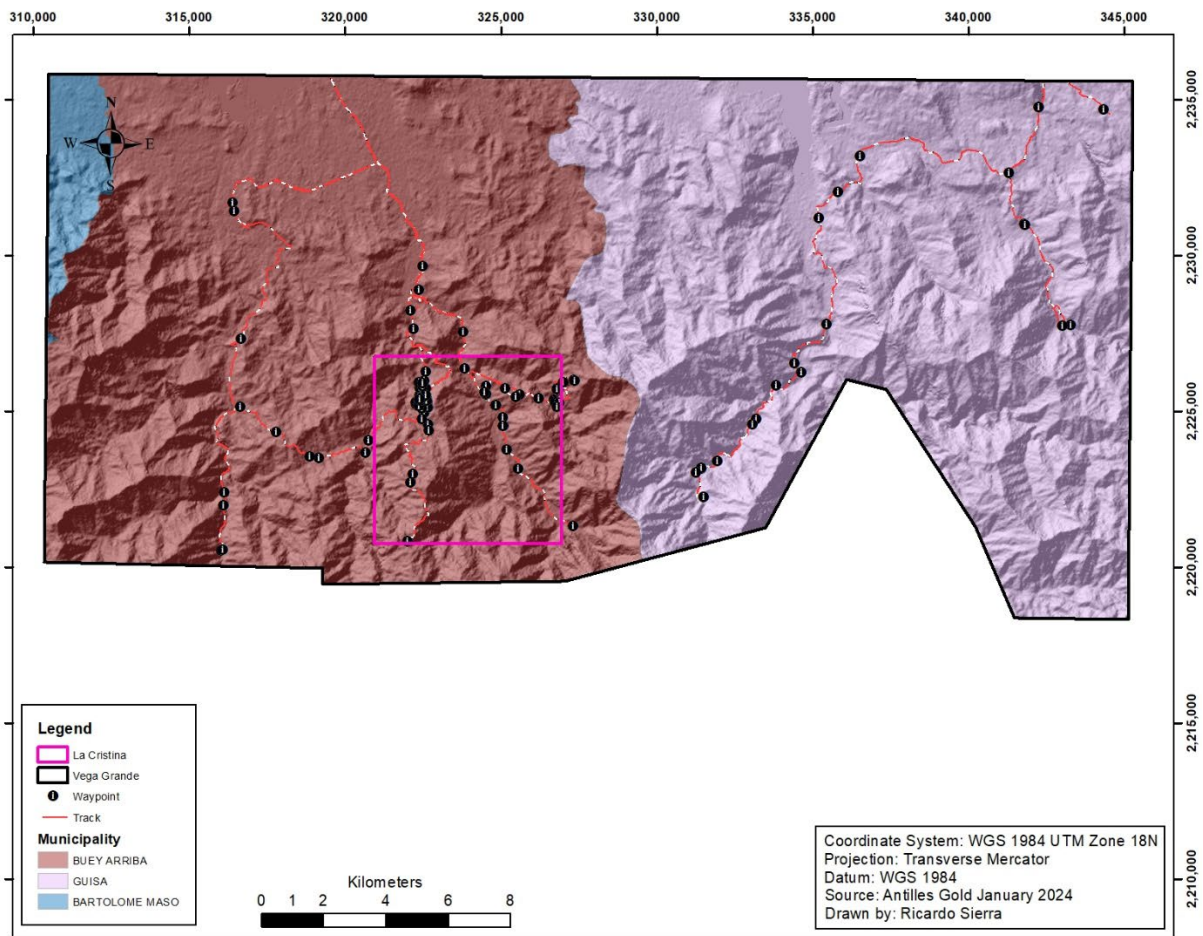 310,000 315,000 320,000 325,000 330,000 335,000 340,000 345,000
N
W E
S
2,235,000
2,230,000
2,225,000
2,220,000
2,215,000
2,210,000
Legend
La Cristina
Vega Grande
Waypoint
Track
Municipality
BUEY ARRIBA
GUISA
BARTOLOME MASO
Kilometers
0 1 2 4 6 8
Coordinate System: WGS 1984 UTM Zone 18N
Projection: Transverse Mercator
Datum: WGS 1984
Source: Antilles Gold January 2024
Drawn by: Ricardo Sierra